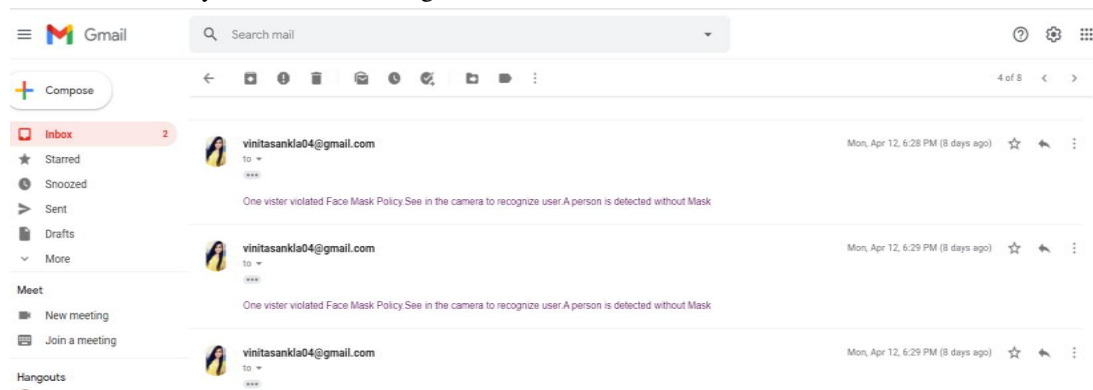 Gmail
Search mail
Compose
4 of 8
Inbox 2
Starred
Snoozed
Sent
Drafts
More
Meet
New meeting
Join a meeting
Hangouts
vinitasankla04@gmail.com Mon, Apr 12, 6:28 PM (8 days ago)
to
One vister violated Face Mask Policy.See in the camera to recognize user.A person is detected without Mask
vinitasankla04@gmail.com Mon, Apr 12, 6:29 PM (8 days ago)
to
One vister violated Face Mask Policy.See in the camera to recognize user.A person is detected without Mask
vinitasankla04@gmail.com Mon, Apr 12, 6:29 PM (8 days ago)
to